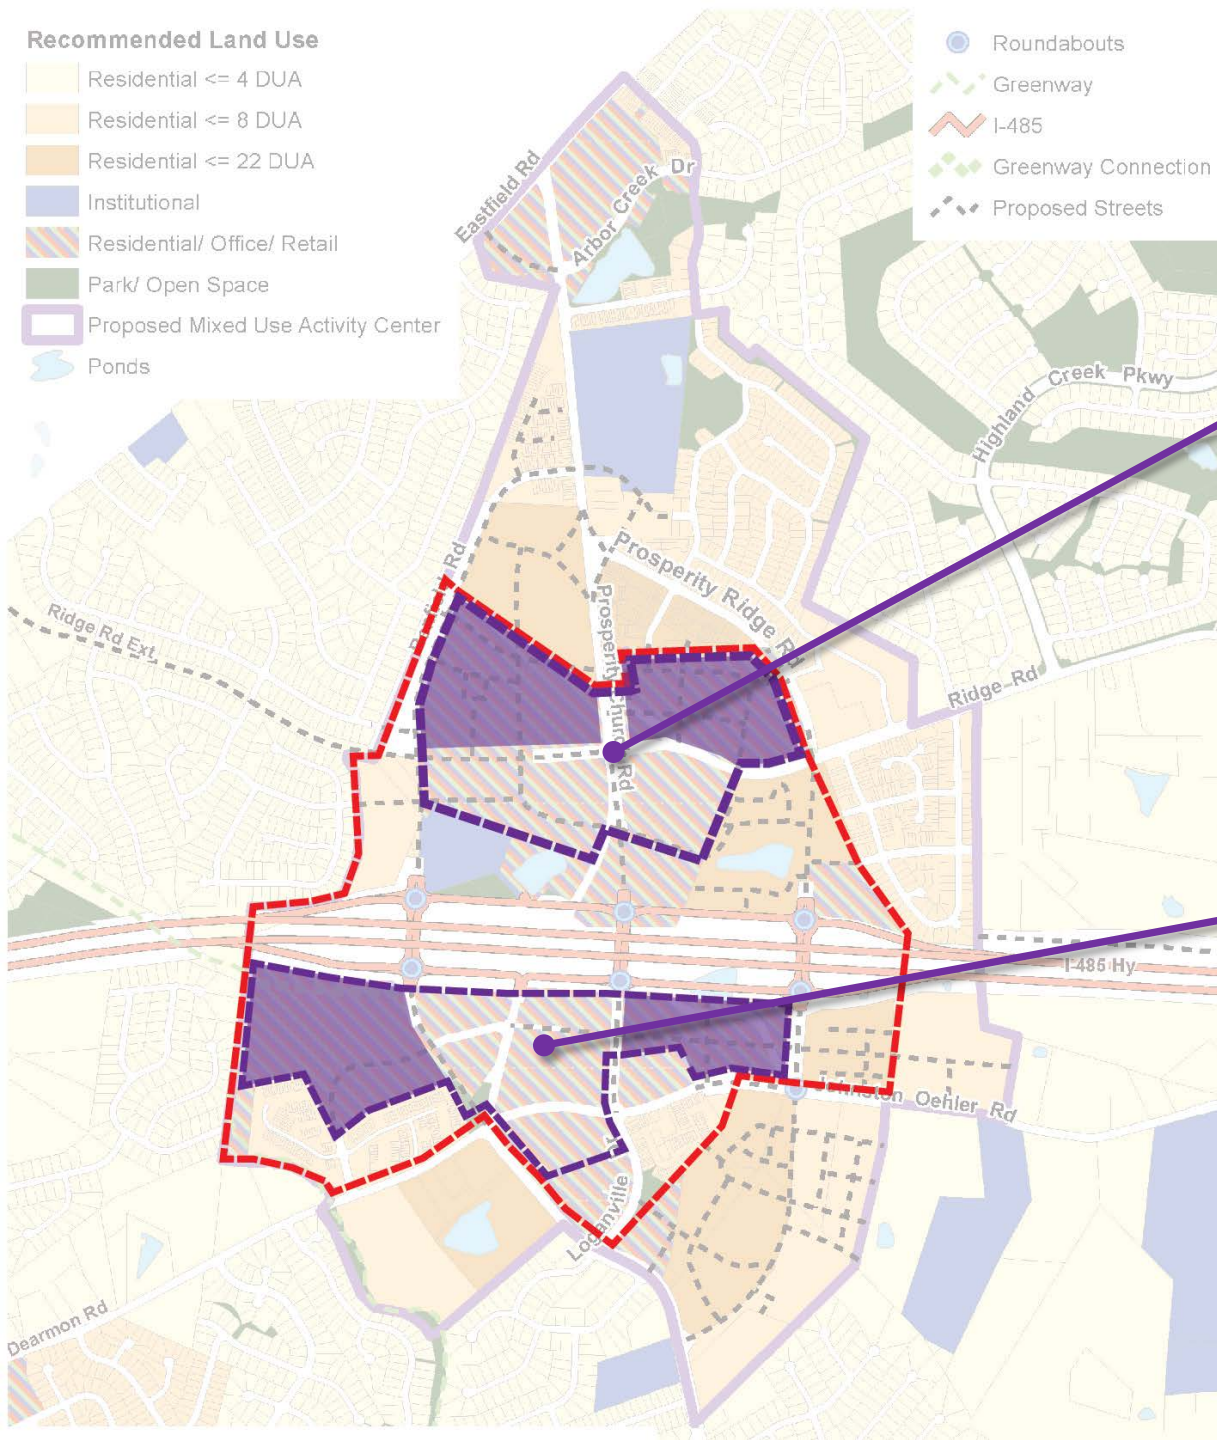 Recommended Land Use
Residential <= 4 DUA
Residential <= 8 DUA
Residential <= 22 DUA
Institutional
Residential/ Office/ Retail
Park/ Open Space
Proposed Mixed Use Activity Center
Ponds
Roundabouts
Greenway
I-485
Greenway Connection
Proposed Streets
Eastfield Rd
Arbor Creek Dr
Highland Creek Pkwy
Prosperity Ridge Rd
Rd
Ridge Rd Ext
Prosperity Church Rd
Ridge Rd
I-485 Hy
Johnston Oehler Rd
Loganville
Dearmon Rd